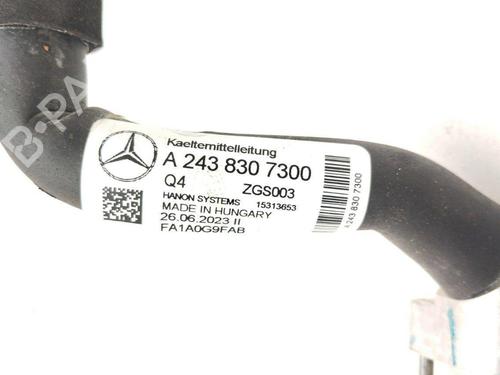 Kaeltemittelleitung
A 243 830 7300
Q4 ZGS003
HANON SYSTEMS 15313653
MADE IN HUNGARY
26.06.2023 II
FA1A0G9FAB
A 243 830 7300
B-PA